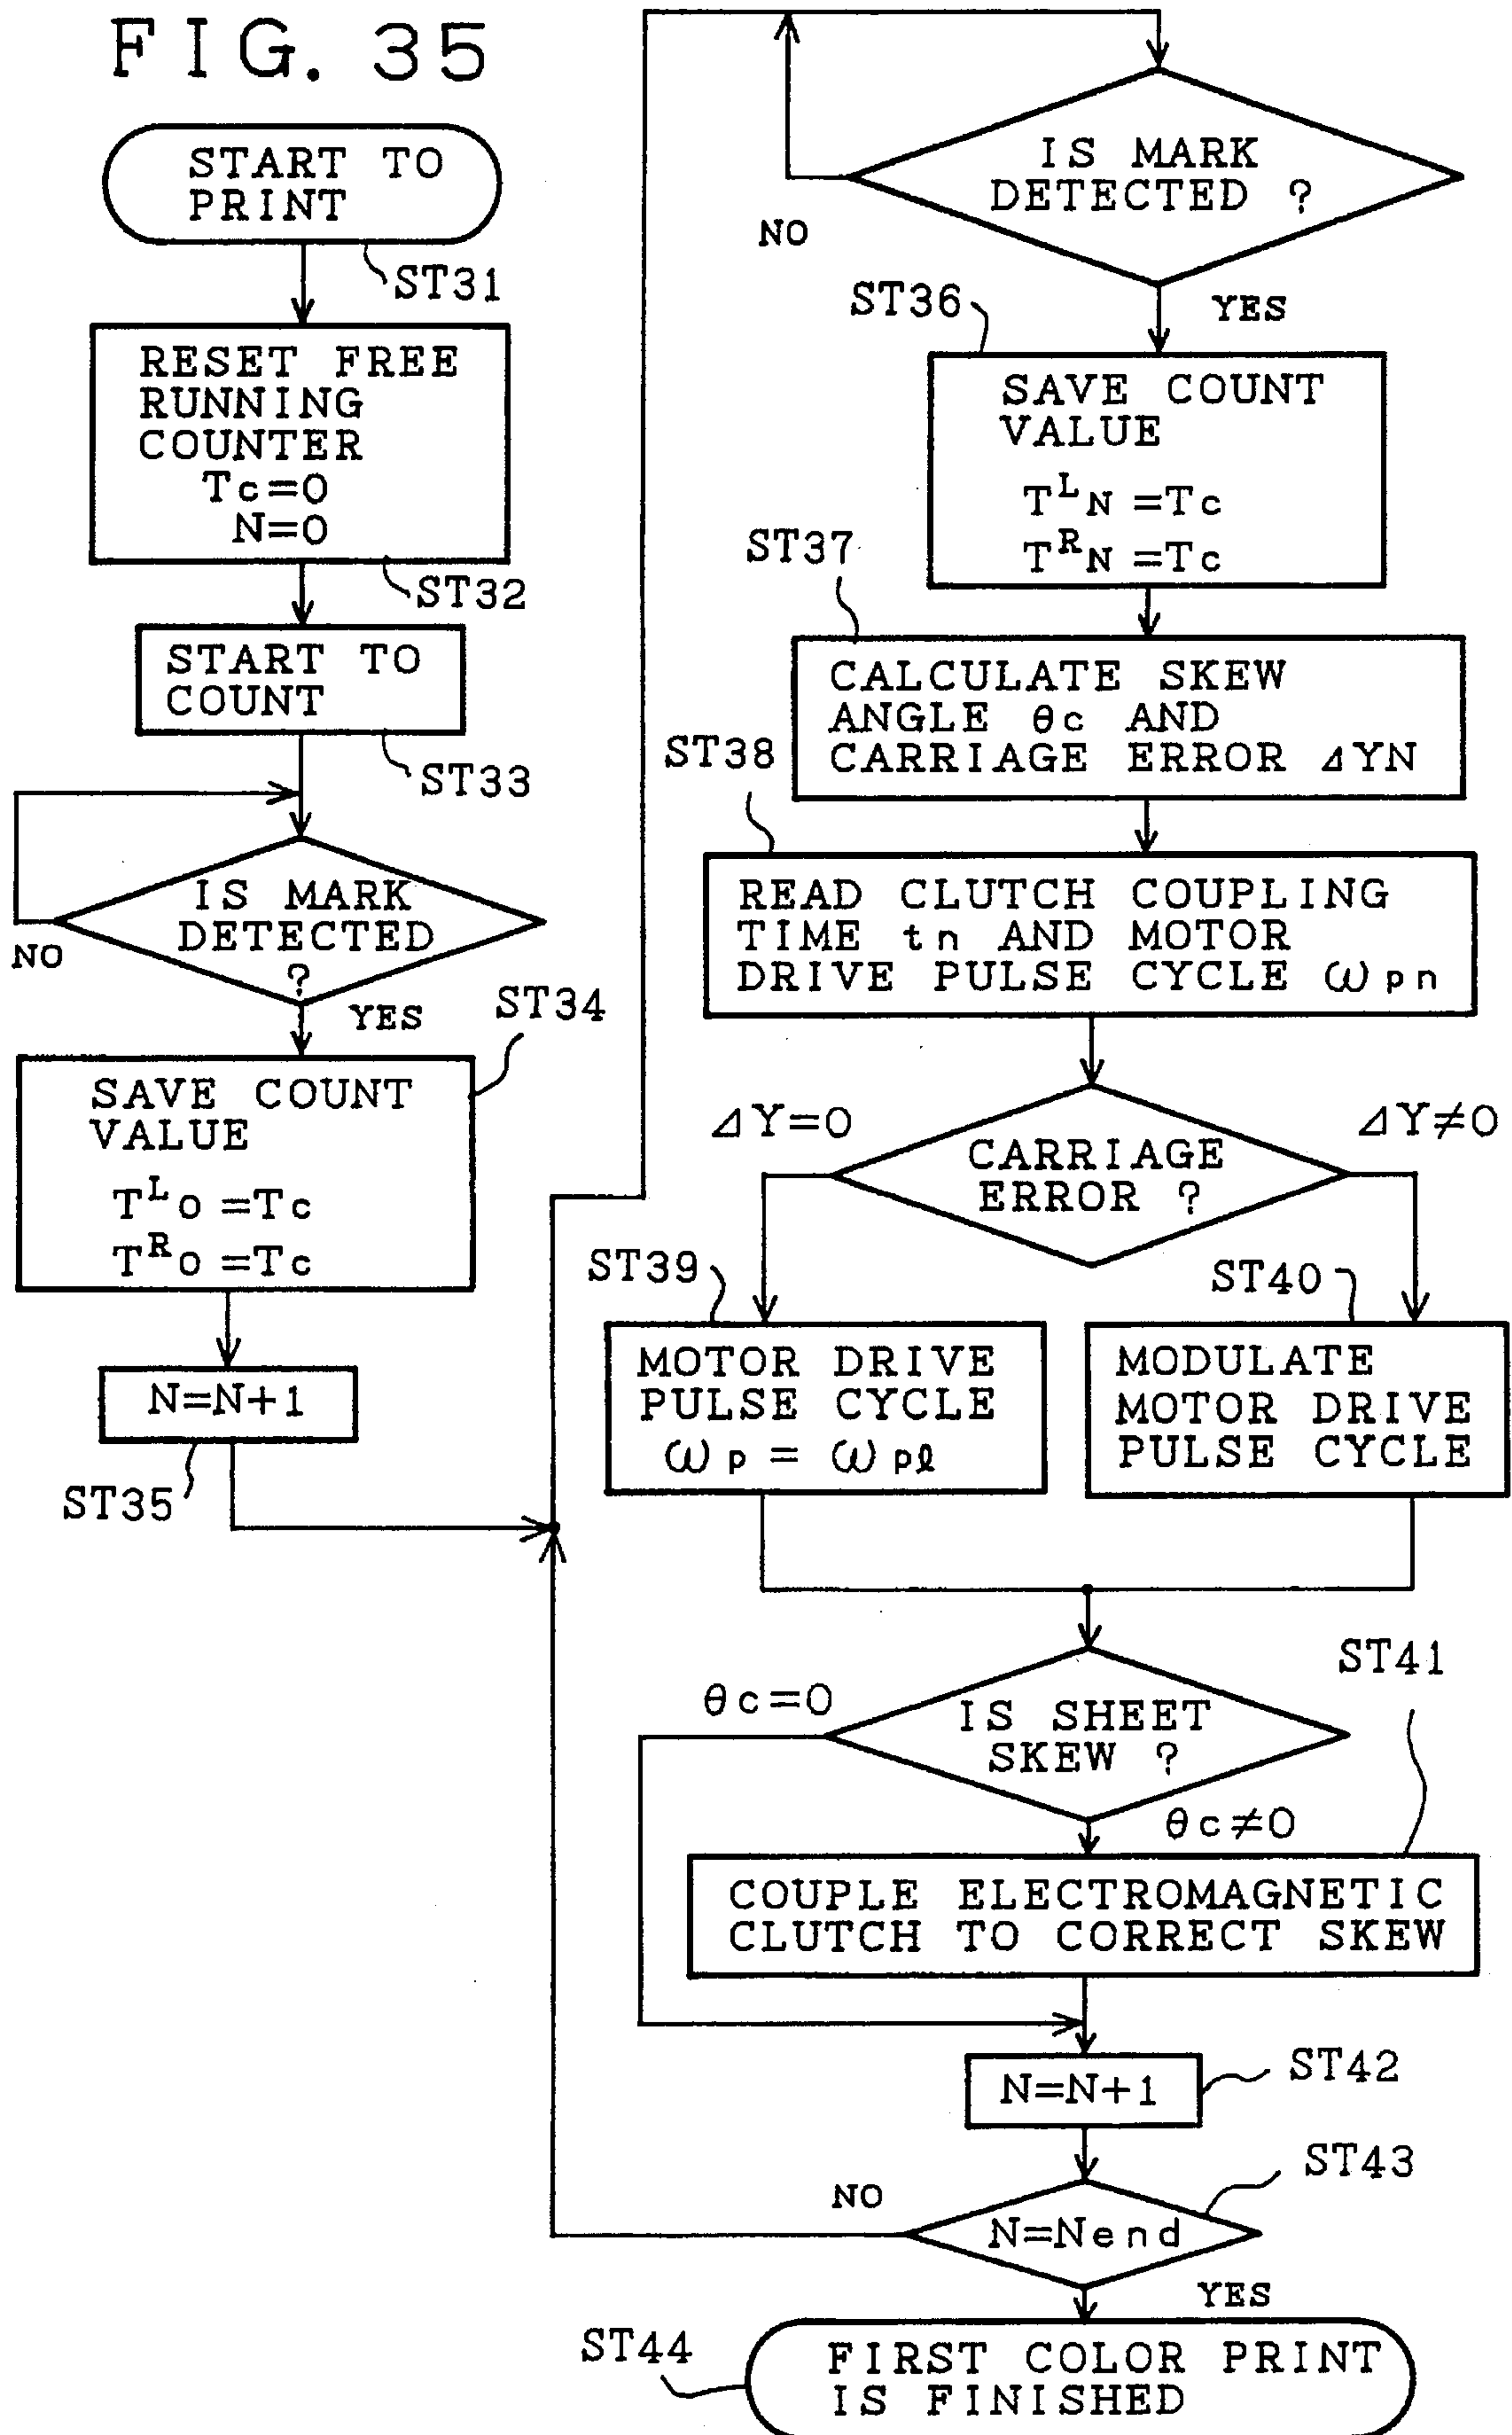 FIG. 35
START TO
PRINT
ST31
RESET FREE
RUNNING
COUNTER
Tc=0
N=0
ST32
START TO
COUNT
ST33
IS MARK
DETECTED
?
NO
YES
ST34
SAVE COUNT
VALUE
T^L0 =Tc
T^R0 =Tc
N=N+1
ST35
IS MARK
DETECTED ?
NO
YES
ST36
SAVE COUNT
VALUE
T^LN =Tc
T^RN =Tc
ST37
CALCULATE SKEW
ANGLE θc AND
CARRIAGE ERROR ⊿YN
ST38
READ CLUTCH COUPLING
TIME tn AND MOTOR
DRIVE PULSE CYCLE ωpn
⊿Y=0
⊿Y≠0
CARRIAGE
ERROR ?
ST39
MOTOR DRIVE
PULSE CYCLE
ωp = ωpℓ
ST40
MODULATE
MOTOR DRIVE
PULSE CYCLE
ST41
θc=0
IS SHEET
SKEW ?
θc≠0
COUPLE ELECTROMAGNETIC
CLUTCH TO CORRECT SKEW
N=N+1
ST42
ST43
NO
N=Nend
YES
ST44
FIRST COLOR PRINT
IS FINISHED